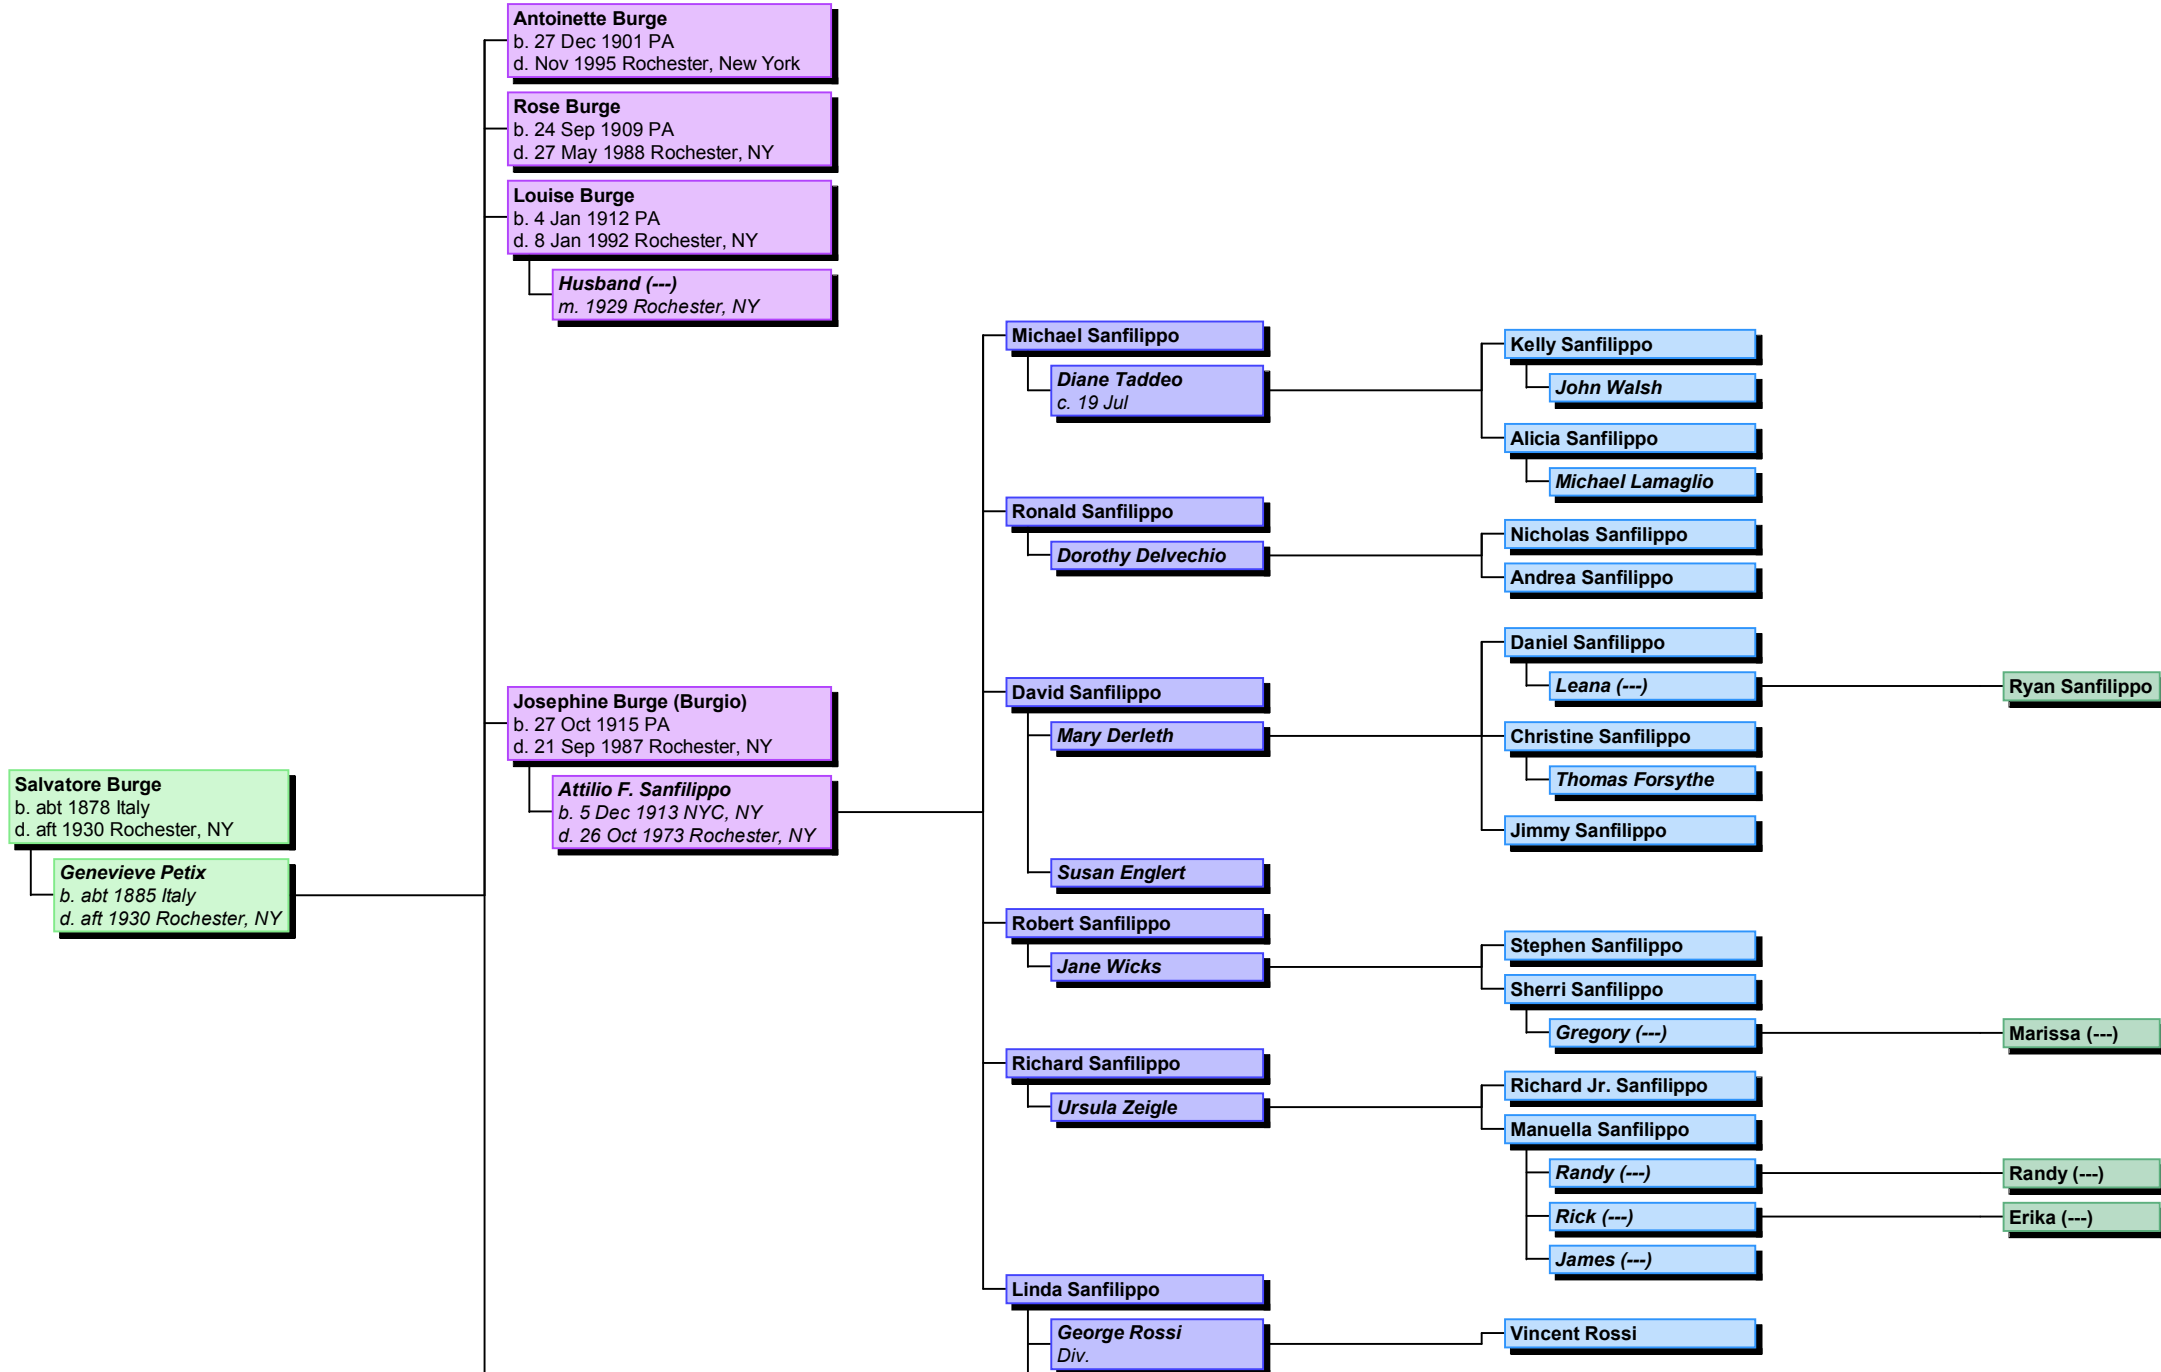 Antoinette Burge
b. 27 Dec 1901 PA
d. Nov 1995 Rochester, New York
Rose Burge
b. 24 Sep 1909 PA
d. 27 May 1988 Rochester, NY
Louise Burge
b. 4 Jan 1912 PA
d. 8 Jan 1992 Rochester, NY
Husband (---)
m. 1929 Rochester, NY
Josephine Burge (Burgio)
b. 27 Oct 1915 PA
d. 21 Sep 1987 Rochester, NY
Attilio F. Sanfilippo
b. 5 Dec 1913 NYC, NY
d. 26 Oct 1973 Rochester, NY
Salvatore Burge
b. abt 1878 Italy
d. aft 1930 Rochester, NY
Genevieve Petix
b. abt 1885 Italy
d. aft 1930 Rochester, NY
Michael Sanfilippo
Diane Taddeo
c. 19 Jul
Kelly Sanfilippo
John Walsh
Alicia Sanfilippo
Michael Lamaglio
Ronald Sanfilippo
Dorothy Delvechio
Nicholas Sanfilippo
Andrea Sanfilippo
David Sanfilippo
Mary Derleth
Susan Englert
Daniel Sanfilippo
Leana (---)
Ryan Sanfilippo
Christine Sanfilippo
Thomas Forsythe
Jimmy Sanfilippo
Robert Sanfilippo
Jane Wicks
Stephen Sanfilippo
Sherri Sanfilippo
Gregory (---)
Marissa (---)
Richard Sanfilippo
Ursula Zeigle
Richard Jr. Sanfilippo
Manuella Sanfilippo
Randy (---)
Randy (---)
Rick (---)
Erika (---)
James (---)
Linda Sanfilippo
George Rossi
Div.
Vincent Rossi